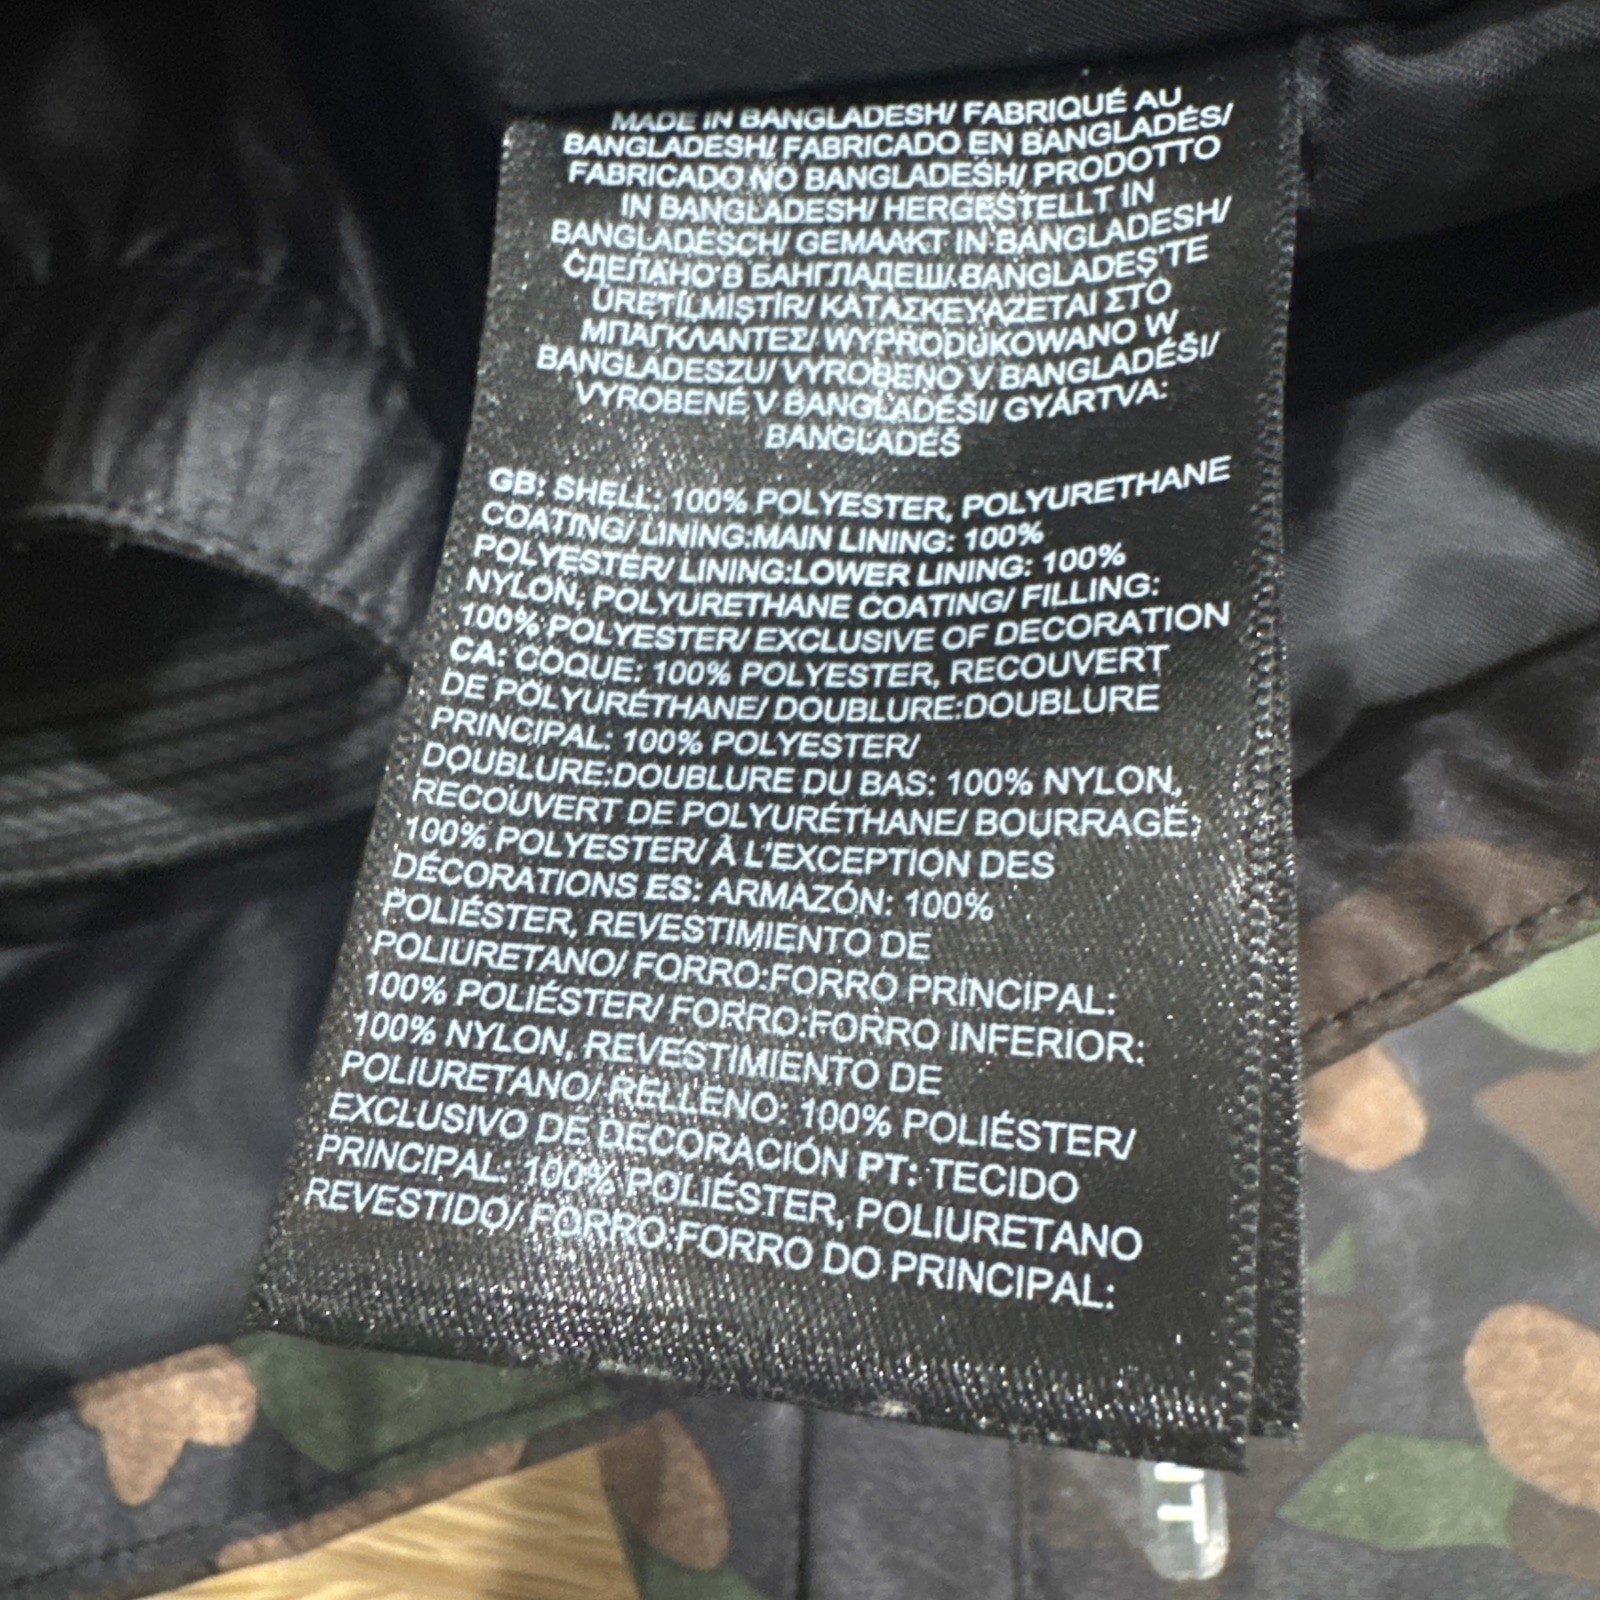 MADE IN BANGLADESH/ FABRIQUÉ AU
BANGLADESH/ FABRICADO EN BANGLADÉS/
FABRICADO NO BANGLADESH/ PRODOTTO
IN BANGLADESH/ HERGESTELLT IN
BANGLADESCH/ GEMAAKT IN BANGLADESH/
СДЕЛАНО В БАНГЛАДЕШ/ BANGLADEŞ'TE
ÜRETİLMİŞTİR/ ΚΑΤΑΣΚΕΥΑΖΕΤΑΙ ΣΤΟ
ΜΠΑΓΚΛΑΝΤΕΣ/ WYPRODUKOWANO W
BANGLADESZU/ VYROBENO V BANGLADÉŠI/
VYROBENÉ V BANGLADÉŠI/ GYÁRTVA:
BANGLADÉS
GB: SHELL: 100% POLYESTER, POLYURETHANE
COATING/ LINING:MAIN LINING: 100%
POLYESTER/ LINING:LOWER LINING: 100%
NYLON, POLYURETHANE COATING/ FILLING:
100% POLYESTER/ EXCLUSIVE OF DECORATION
CA: COQUE: 100% POLYESTER, RECOUVERT
DE POLYURÉTHANE/ DOUBLURE:DOUBLURE
PRINCIPAL: 100% POLYESTER/
DOUBLURE:DOUBLURE DU BAS: 100% NYLON,
RECOUVERT DE POLYURÉTHANE/ BOURRAGE:
100% POLYESTER/ À L'EXCEPTION DES
DÉCORATIONS ES: ARMAZÓN: 100%
POLIÉSTER, REVESTIMIENTO DE
POLIURETANO/ FORRO:FORRO PRINCIPAL:
100% POLIÉSTER/ FORRO:FORRO INFERIOR:
100% NYLON, REVESTIMIENTO DE
POLIURETANO/ RELLENO: 100% POLIÉSTER/
EXCLUSIVO DE DECORACIÓN PT: TECIDO
PRINCIPAL: 100% POLIÉSTER, POLIURETANO
REVESTIDO/ FORRO:FORRO DO PRINCIPAL: